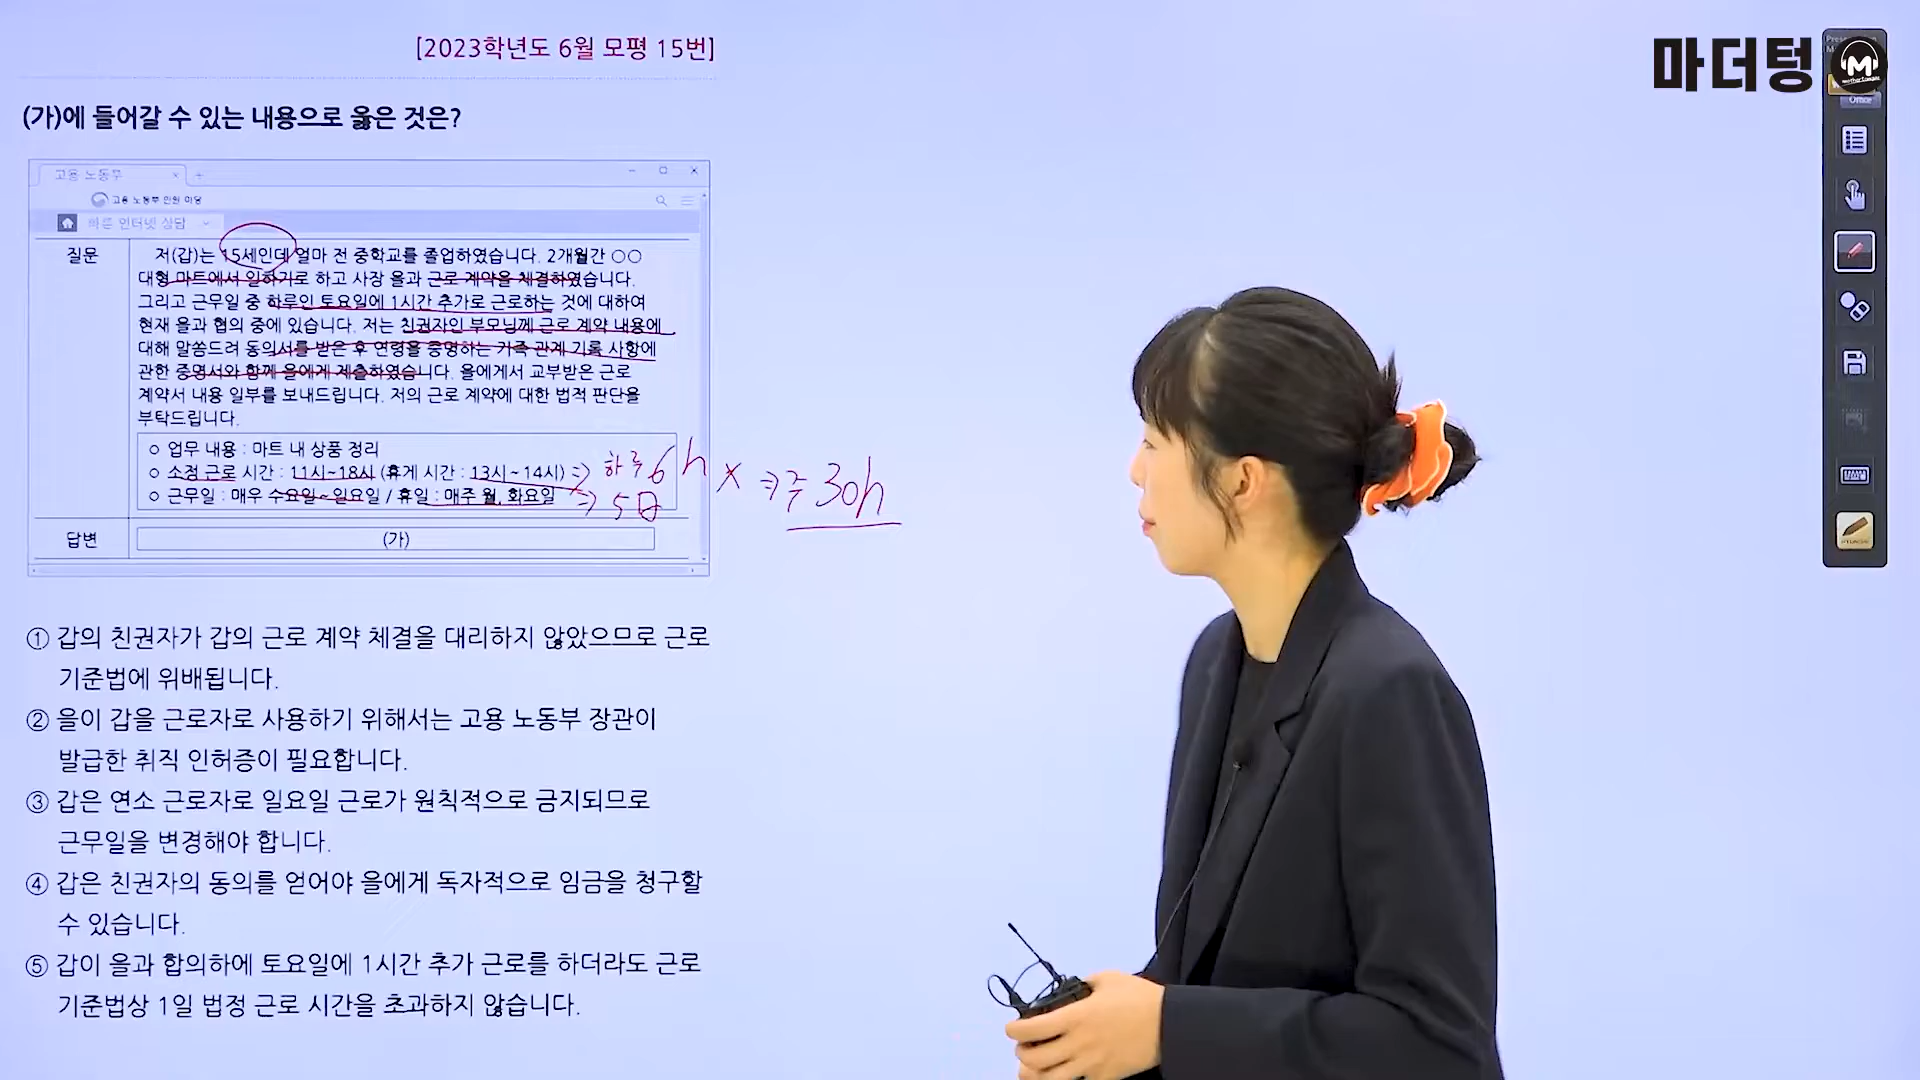 [2023학년도 6월 모평 15번]
마더텅
(가)에 들어갈 수 있는 내용으로 옳은 것은?
고용 노동부
고용 노동부 민원 마당
빠른 인터넷 상담
질문
저(갑)는 15세인데 얼마 전 중학교를 졸업하였습니다. 2개월간 ○○
대형 마트에서 일하기로 하고 사장 을과 근로 계약을 체결하였습니다.
그리고 근무일 중 하루인 토요일에 1시간 추가로 근로하는 것에 대하여
현재 을과 협의 중에 있습니다. 저는 친권자인 부모님께 근로 계약 내용에
대해 말씀드려 동의서를 받은 후 연령을 증명하는 가족 관계 기록 사항에
관한 증명서와 함께 을에게 제출하였습니다. 을에게서 교부받은 근로
계약서 내용 일부를 보내드립니다. 저의 근로 계약에 대한 법적 판단을
부탁드립니다.
○ 업무 내용 : 마트 내 상품 정리
○ 소정 근로 시간 : 11시~18시 (휴게 시간 : 13시~14시) ⇒ 하루 6h × ⇒ 주 30h
○ 근무일 : 매주 수요일~일요일 / 휴일 : 매주 월, 화요일 ⇒ 5日
답변
(가)
① 갑의 친권자가 갑의 근로 계약 체결을 대리하지 않았으므로 근로
기준법에 위배됩니다.
② 을이 갑을 근로자로 사용하기 위해서는 고용 노동부 장관이
발급한 취직 인허증이 필요합니다.
③ 갑은 연소 근로자로 일요일 근로가 원칙적으로 금지되므로
근무일을 변경해야 합니다.
④ 갑은 친권자의 동의를 얻어야 을에게 독자적으로 임금을 청구할
수 있습니다.
⑤ 갑이 을과 합의하에 토요일에 1시간 추가 근로를 하더라도 근로
기준법상 1일 법정 근로 시간을 초과하지 않습니다.